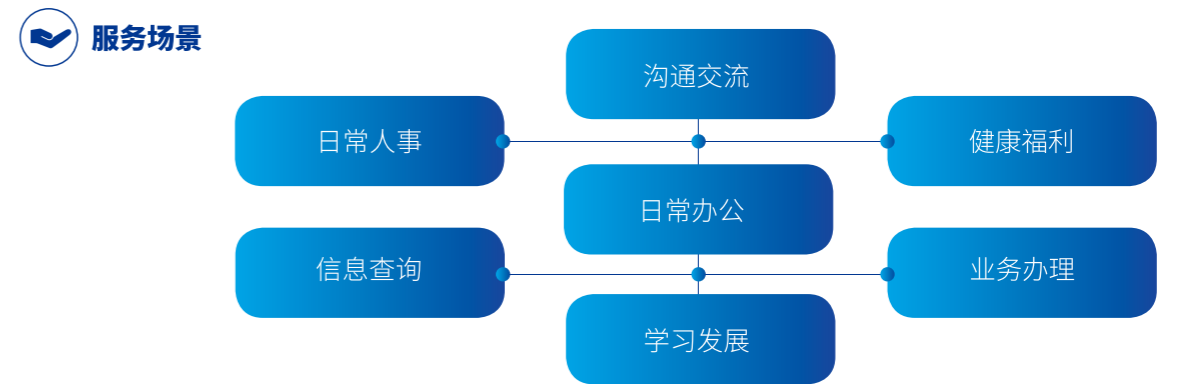 服务场景
沟通交流
日常人事
健康福利
日常办公
信息查询
业务办理
学习发展